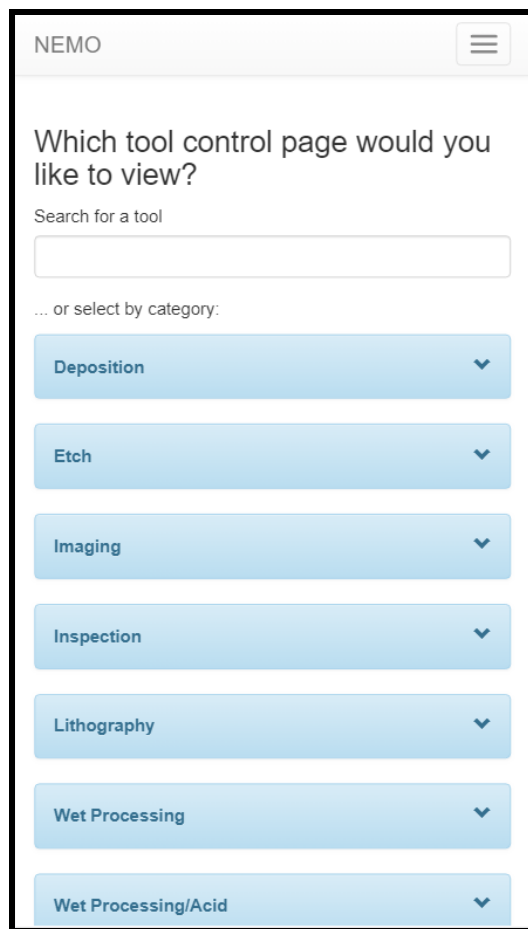 NEMO
Which tool control page would you
like to view?
Search for a tool
... or select by category:
Deposition
Etch
Imaging
Inspection
Lithography
Wet Processing
Wet Processing/Acid